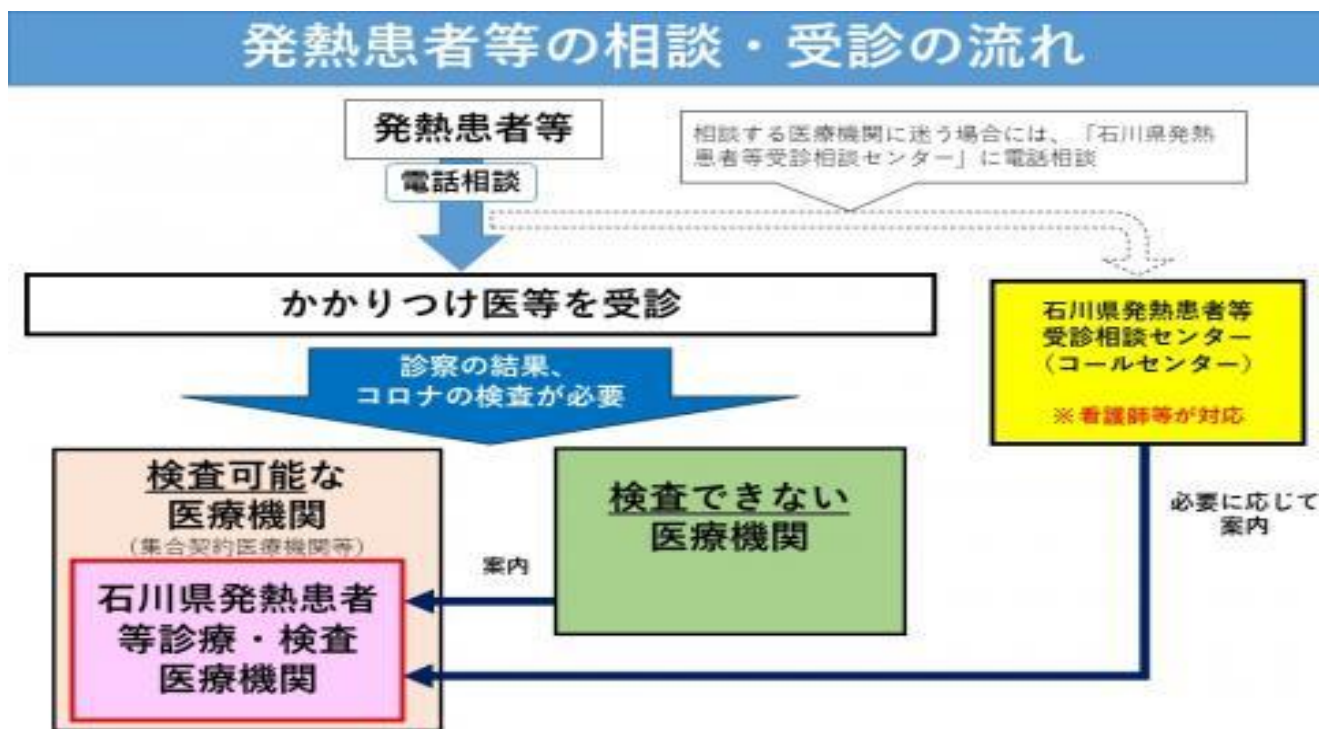 発熱患者等の相談・受診の流れ
発熱患者等
電話相談
相談する医療機関に迷う場合には、「石川県発熱
患者等受診相談センター」に電話相談
かかりつけ医等を受診
石川県発熱患者等
受診相談センター
（コールセンター）
※看護師等が対応
診察の結果、
コロナの検査が必要
検査可能な
医療機関
（集合契約医療機関等）
石川県発熱患者
等診療・検査
医療機関
案内
検査できない
医療機関
必要に応じて
案内